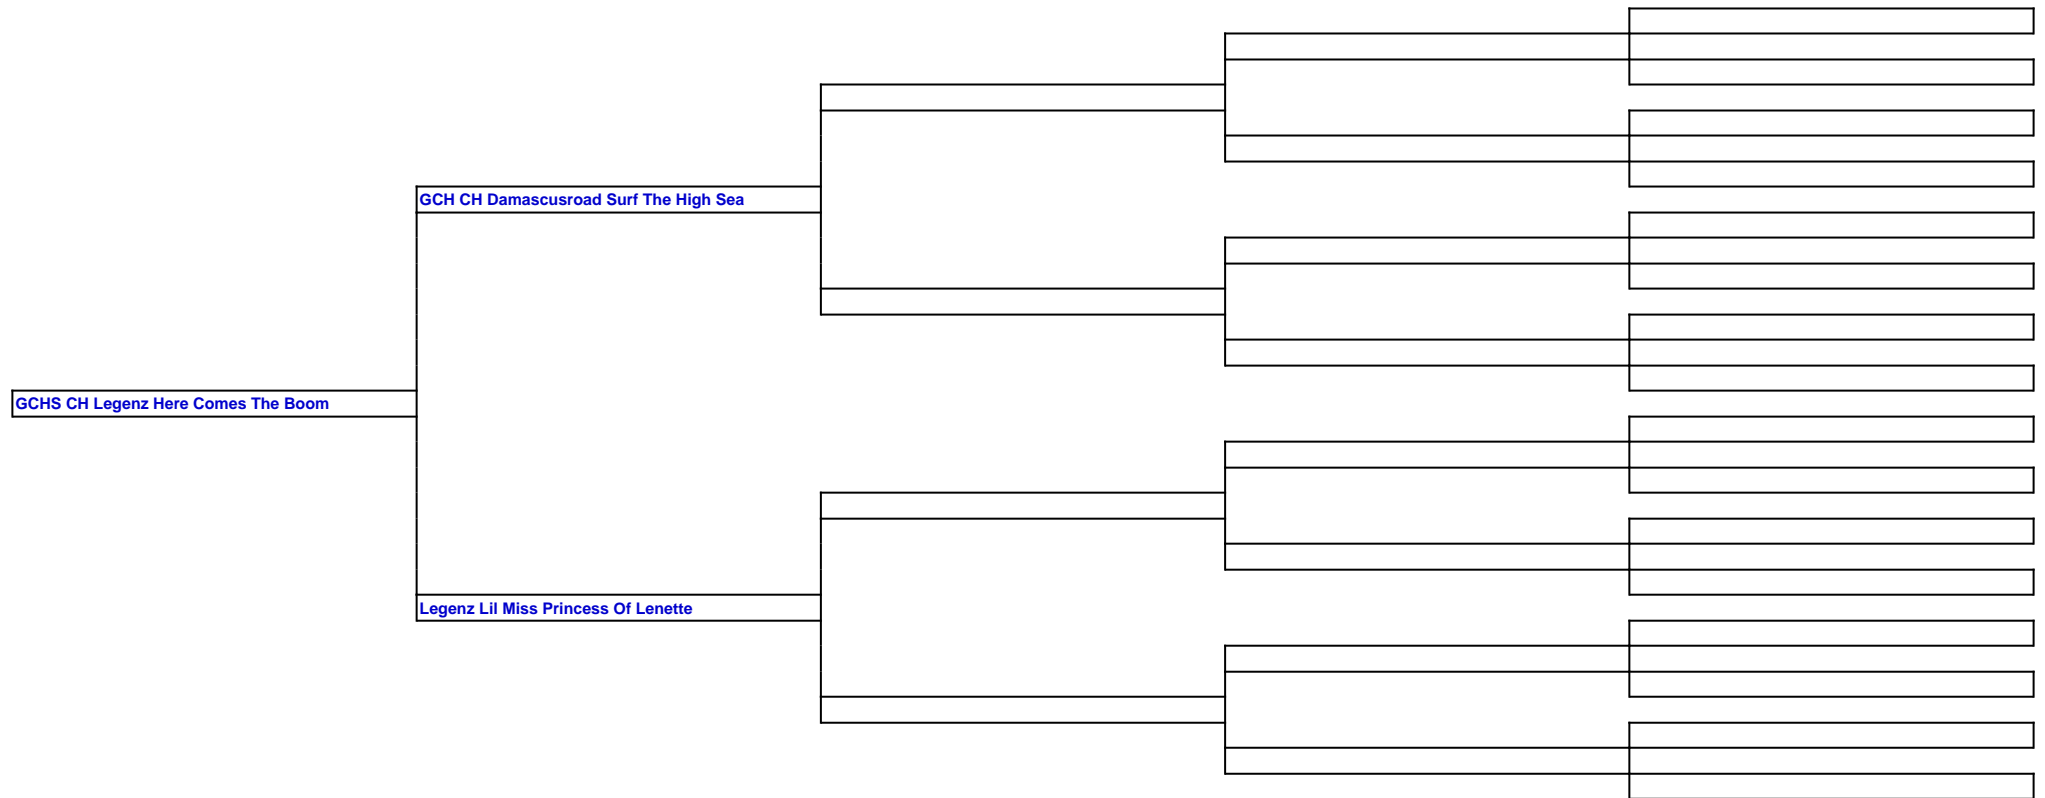 GCH CH Damascusroad Surf The High Sea
GCHS CH Legenz Here Comes The Boom
Legenz Lil Miss Princess Of Lenette